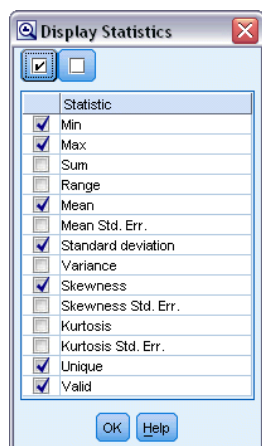 Display Statistics
Statistic
Min
Max
Sum
Range
Mean
Mean Std. Err.
Standard deviation
Variance
Skewness
Skewness Std. Err.
Kurtosis
Kurtosis Std. Err.
Unique
Valid
OK Help